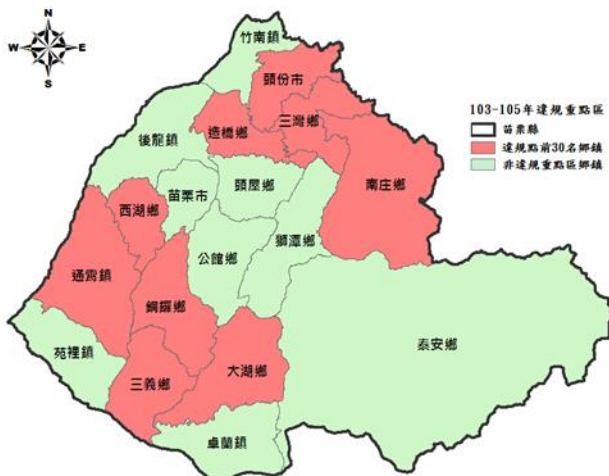 N
W E
S
竹南鎮
頭份市
三灣鄉
造橋鄉
後龍鎮
南庄鄉
頭屋鄉
苗栗市
西湖鄉
獅潭鄉
公館鄉
通霄鎮
銅鑼鄉
泰安鄉
苑裡鎮
大湖鄉
三義鄉
卓蘭鎮
103-105年違規重點區
苗栗縣
違規點前30名鄉鎮
非違規重點區鄉鎮